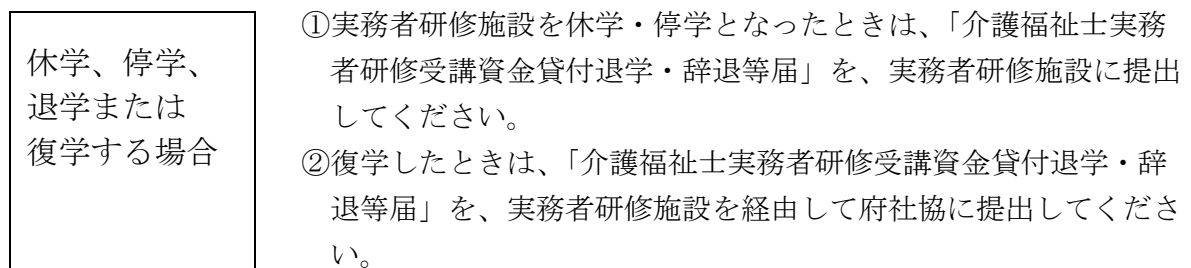 休学、停学、
退学または
復学する場合
①実務者研修施設を休学・停学となったときは、「介護福祉士実務
者研修受講資金貸付退学・辞退等届」を、実務者研修施設に提出
してください。
②復学したときは、「介護福祉士実務者研修受講資金貸付退学・辞
退等届」を、実務者研修施設を経由して府社協に提出してくださ
い。